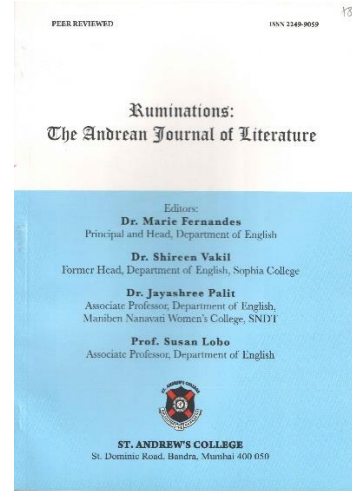 PEER REVIEWED
ISSN 2249-9059
Ruminations:
The Andrean Journal of Literature
Editors:
Dr. Marie Fernandes
Principal and Head, Department of English
Dr. Shireen Vakil
Former Head, Department of English, Sophia College
Dr. Jayashree Palit
Associate Professor, Department of English,
Maniben Nanavati Women's College, SNDT
Prof. Susan Lobo
Associate Professor, Department of English
ST. ANDREW'S COLLEGE
St. Dominic Road, Bandra, Mumbai 400 050